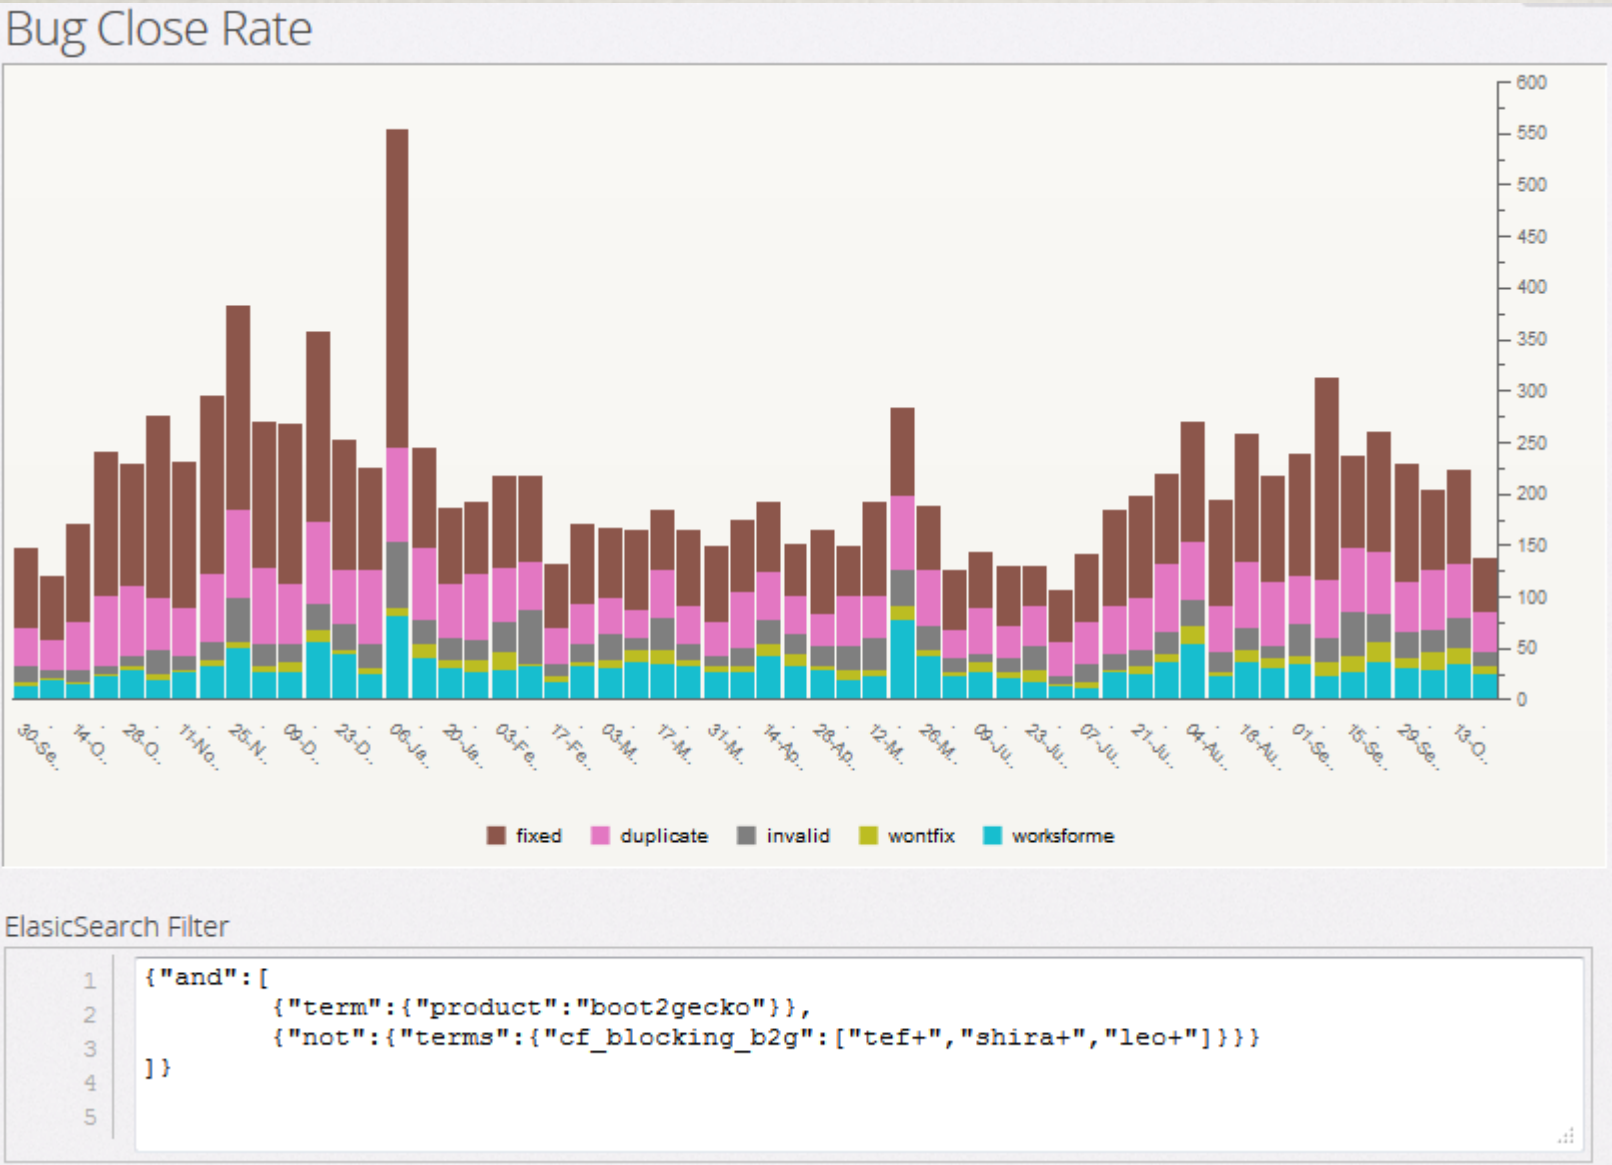 Bug Close Rate
600
550
500
450
400
350
300
250
200
150
100
50
0
30-Se..
14-O..
28-O..
11-No..
25-N..
09-D..
23-D..
06-Ja..
20-Ja..
03-Fe..
17-Fe..
03-M..
17-M..
31-M..
14-Ap..
28-Ap..
12-M..
26-M..
09-Ju..
23-Ju..
07-Ju..
21-Ju..
04-Au..
18-Au..
01-Se..
15-Se..
29-Se..
13-O..
fixed duplicate invalid wontfix worksforme
ElasicSearch Filter
1 {"and":[
2 {"term":{"product":"boot2gecko"}},
3 {"not":{"terms":{"cf_blocking_b2g":["tef+","shira+","leo+"]}}}
4 ]}
5